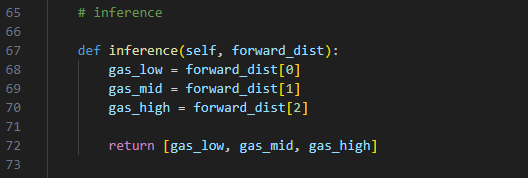 65 # inference
66
67 def inference(self, forward_dist):
68 gas_low = forward_dist[0]
69 gas_mid = forward_dist[1]
70 gas_high = forward_dist[2]
71
72 return [gas_low, gas_mid, gas_high]
73